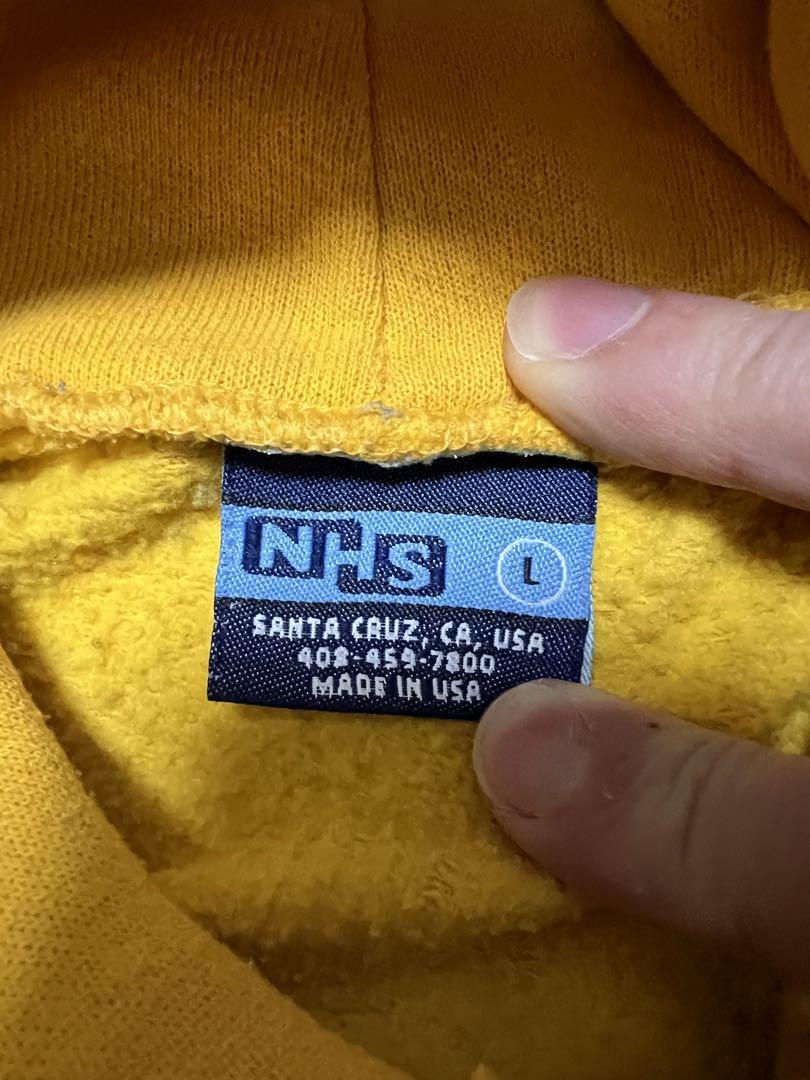 NHS L
SANTA CRUZ, CA, USA
408-459-7800
MADE IN USA